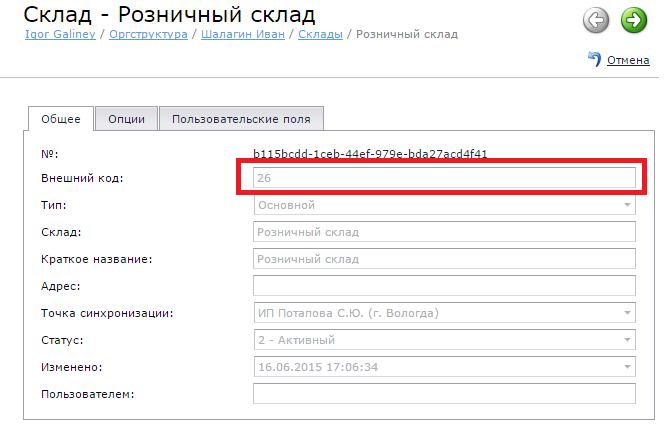 Склад - Розничный склад
Igor Galiney / Оргструктура / Шалагин Иван / Склады / Розничный склад
Отмена
Общее Опции Пользовательские поля
№: b115bcdd-1ceb-44ef-979e-bda27acd4f41
Внешний код: 26
Тип: Основной
Склад: Розничный склад
Краткое название: Розничный склад
Адрес:
Точка синхронизации: ИП Потапова С.Ю. (г. Вологда)
Статус: 2 - Активный
Изменено: 16.06.2015 17:06:34
Пользователем: